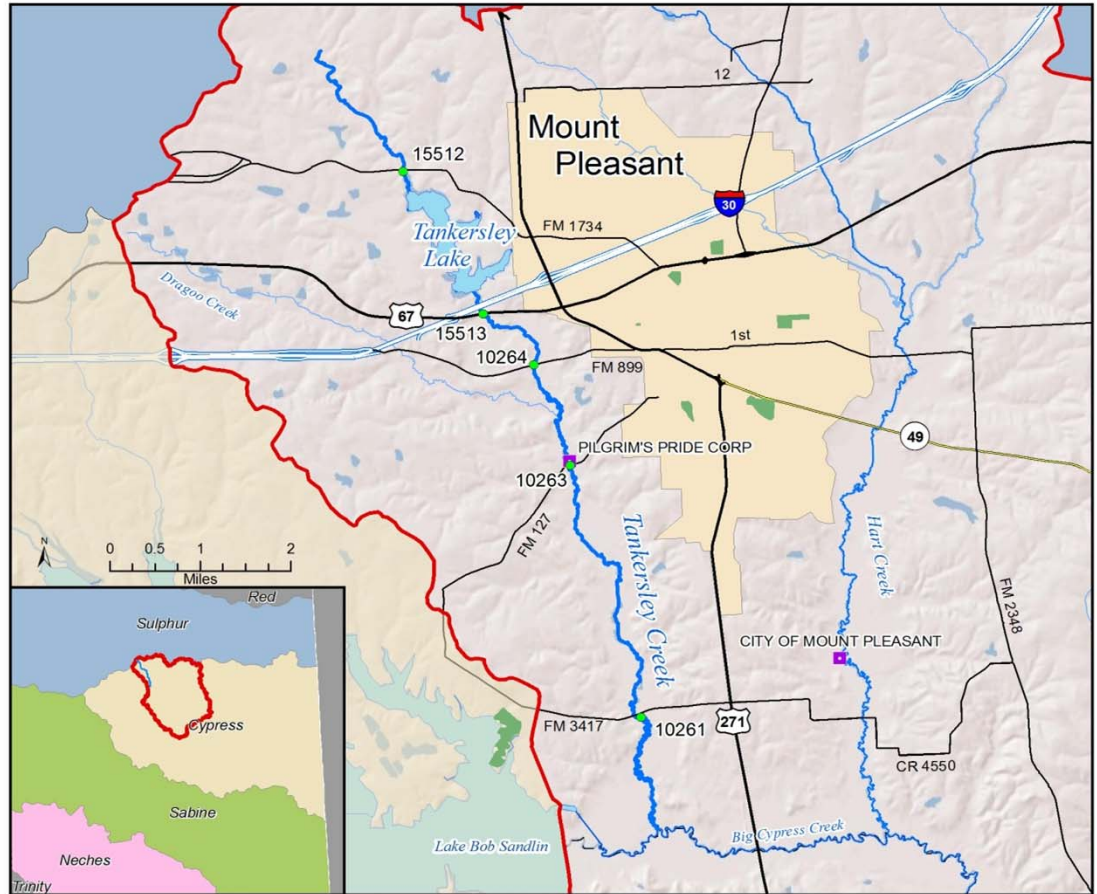 12
Mount
Pleasant
15512
30
FM 1734
Tankersley
Lake
Dragoo Creek
67
15513
1st
10264
FM 899
49
PILGRIM'S PRIDE CORP
10263
FM 127
Tankersley Creek
Hart Creek
FM 2348
N
0 0.5 1 2
Miles
CITY OF MOUNT PLEASANT
FM 3417
10261
271
CR 4550
Big Cypress Creek
Lake Bob Sandlin
Red
Sulphur
Cypress
Sabine
Neches
Trinity